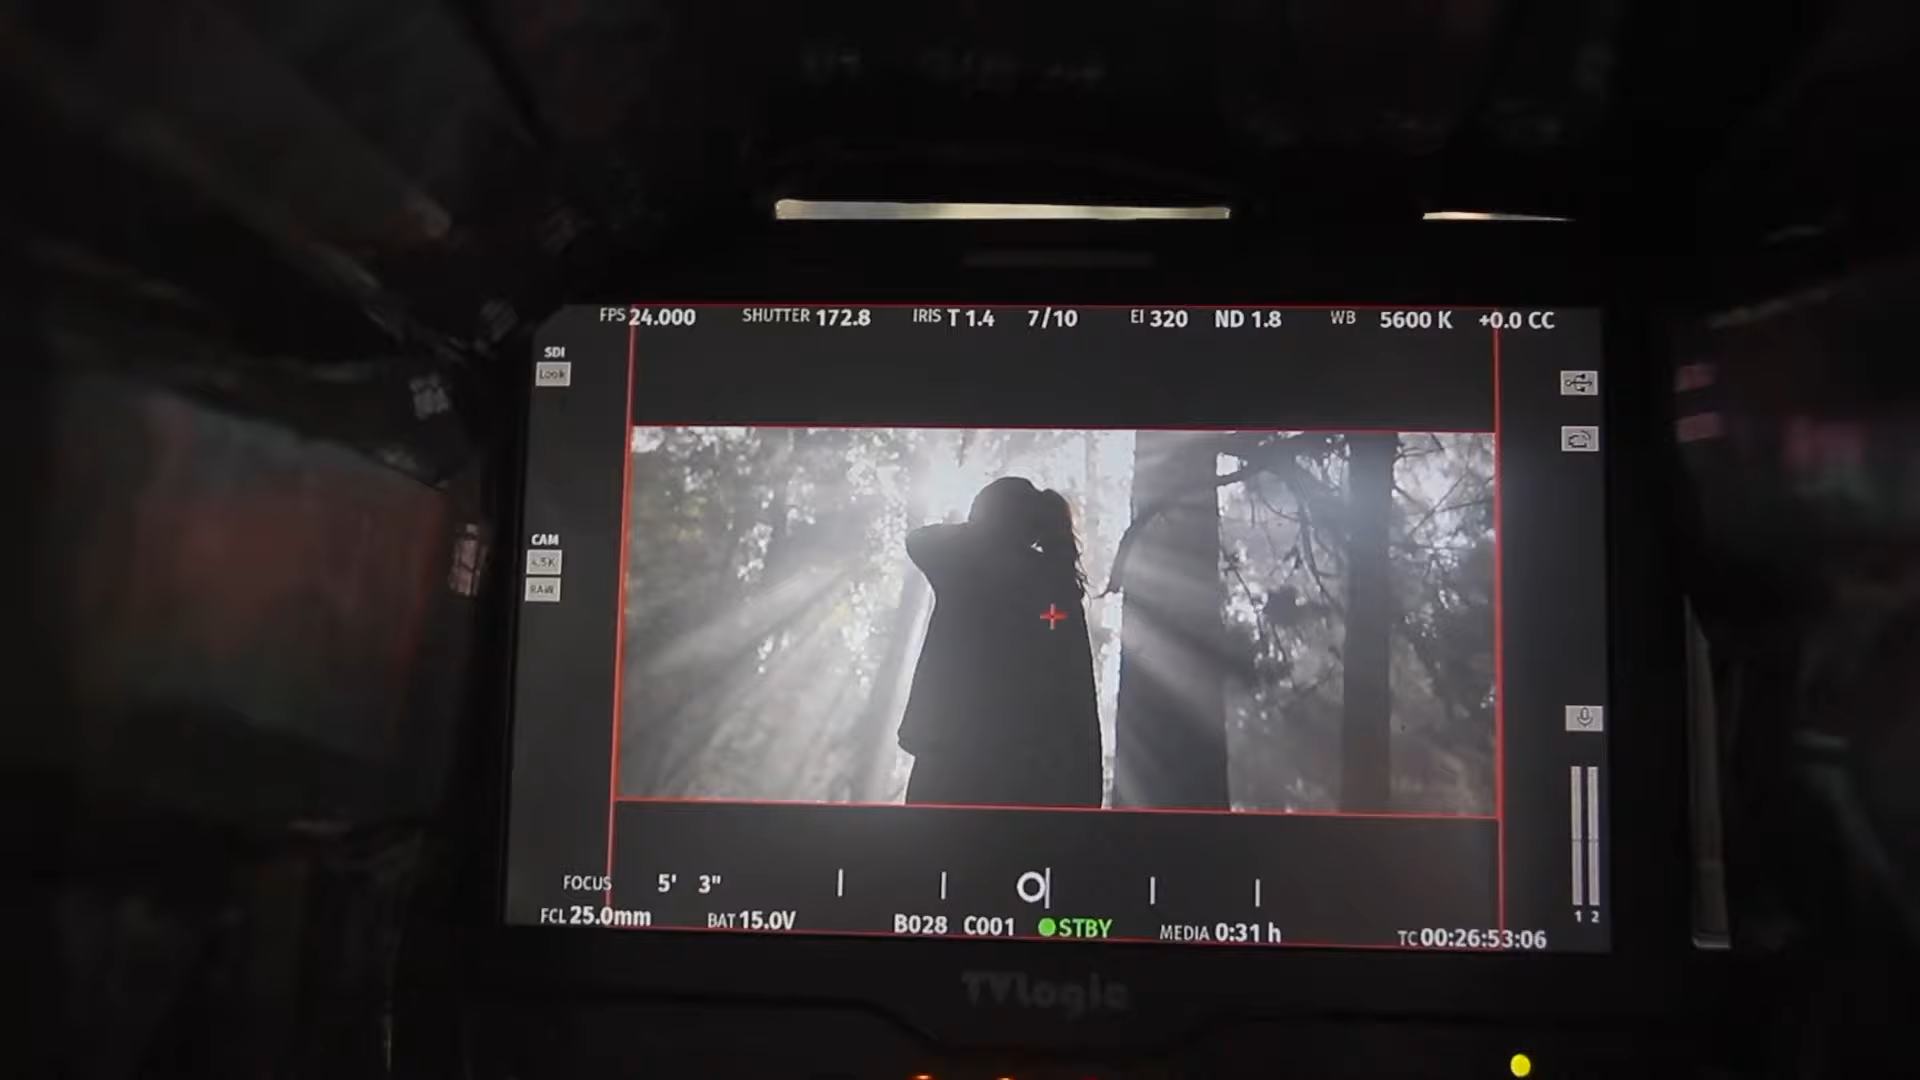 FPS 24.000 SHUTTER 172.8 IRIS T 1.4 7/10 EI 320 ND 1.8 WB 5600 K +0.0 CC
SDI
Look
CAM
4.5K
RAW
FOCUS 5' 3"
1 2
FCL 25.0mm BAT 15.0V B028 C001 STBY MEDIA 0:31 h TC 00:26:53:06
TVlogic